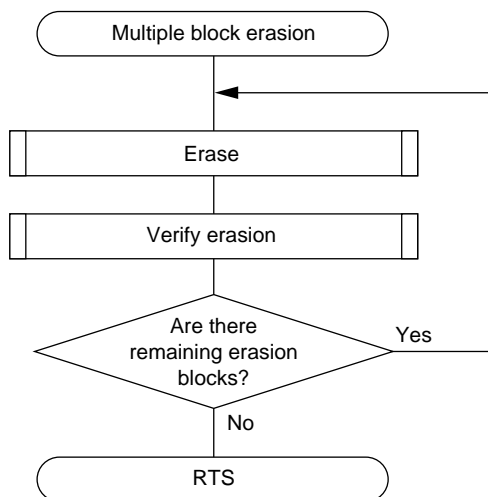 Multiple block erasion
Erase
Verify erasion
Are there
remaining erasion
blocks?
Yes
No
RTS